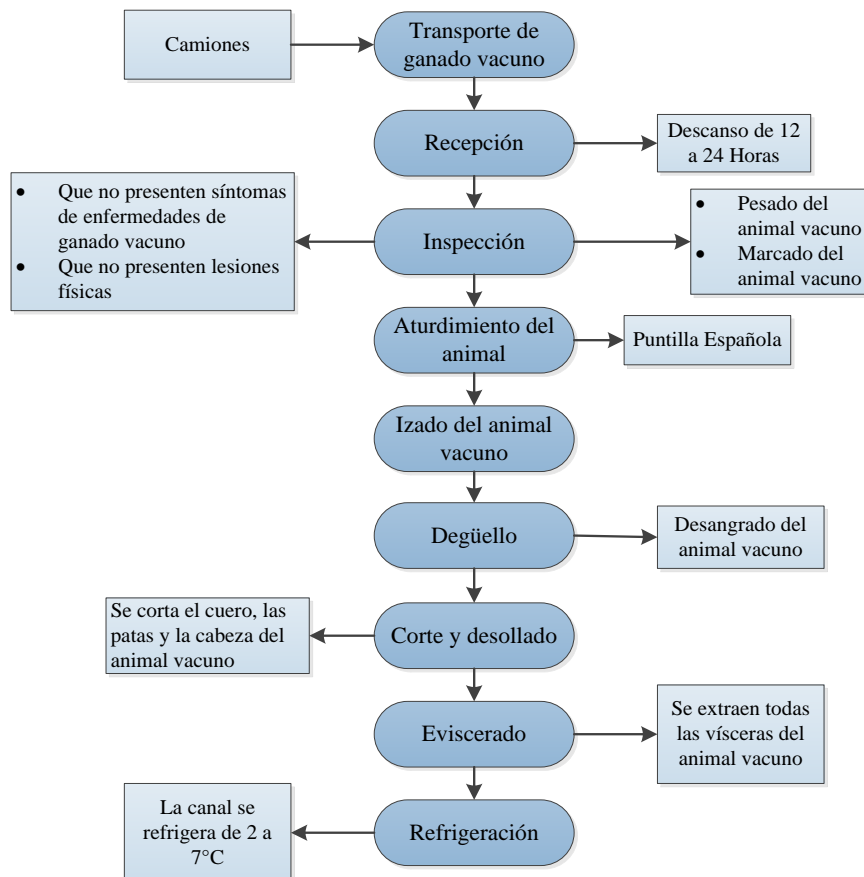 Camiones
Transporte de
ganado vacuno
Recepción
Descanso de 12
a 24 Horas
• Que no presenten síntomas
de enfermedades de
ganado vacuno
• Que no presenten lesiones
físicas
Inspección
• Pesado del
animal vacuno
• Marcado del
animal vacuno
Aturdimiento del
animal
Puntilla Española
Izado del animal
vacuno
Degüello
Desangrado del
animal vacuno
Se corta el cuero, las
patas y la cabeza del
animal vacuno
Corte y desollado
Eviscerado
Se extraen todas
las vísceras del
animal vacuno
La canal se
refrigera de 2 a
7°C
Refrigeración